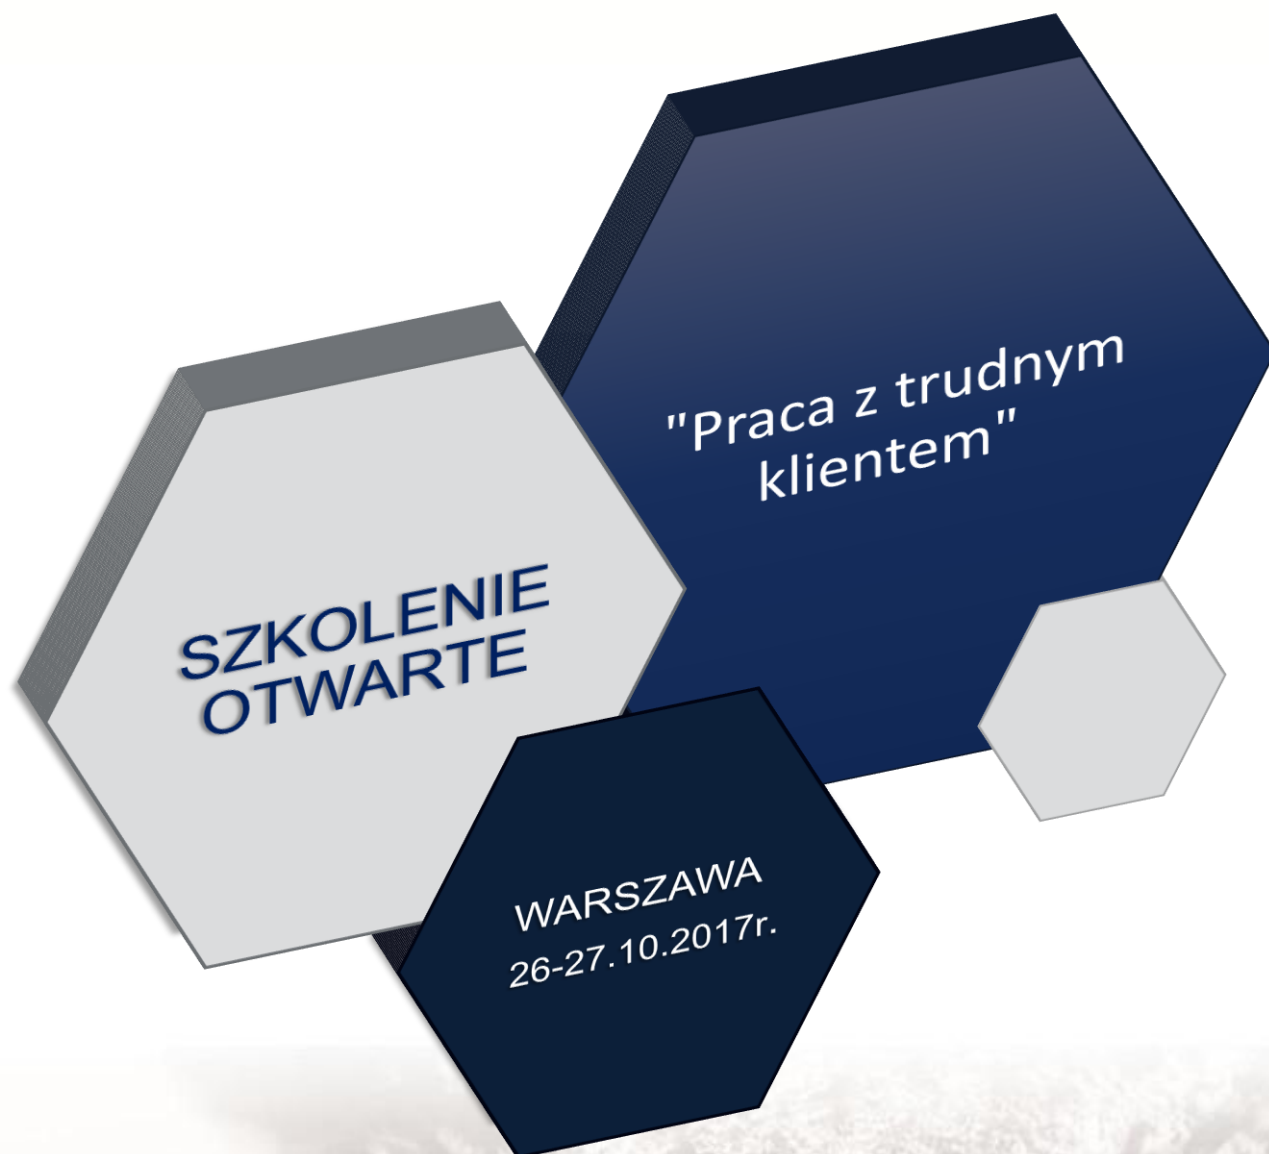 "Praca z trudnym
klientem"
SZKOLENIE
OTWARTE
WARSZAWA
26-27.10.2017r.